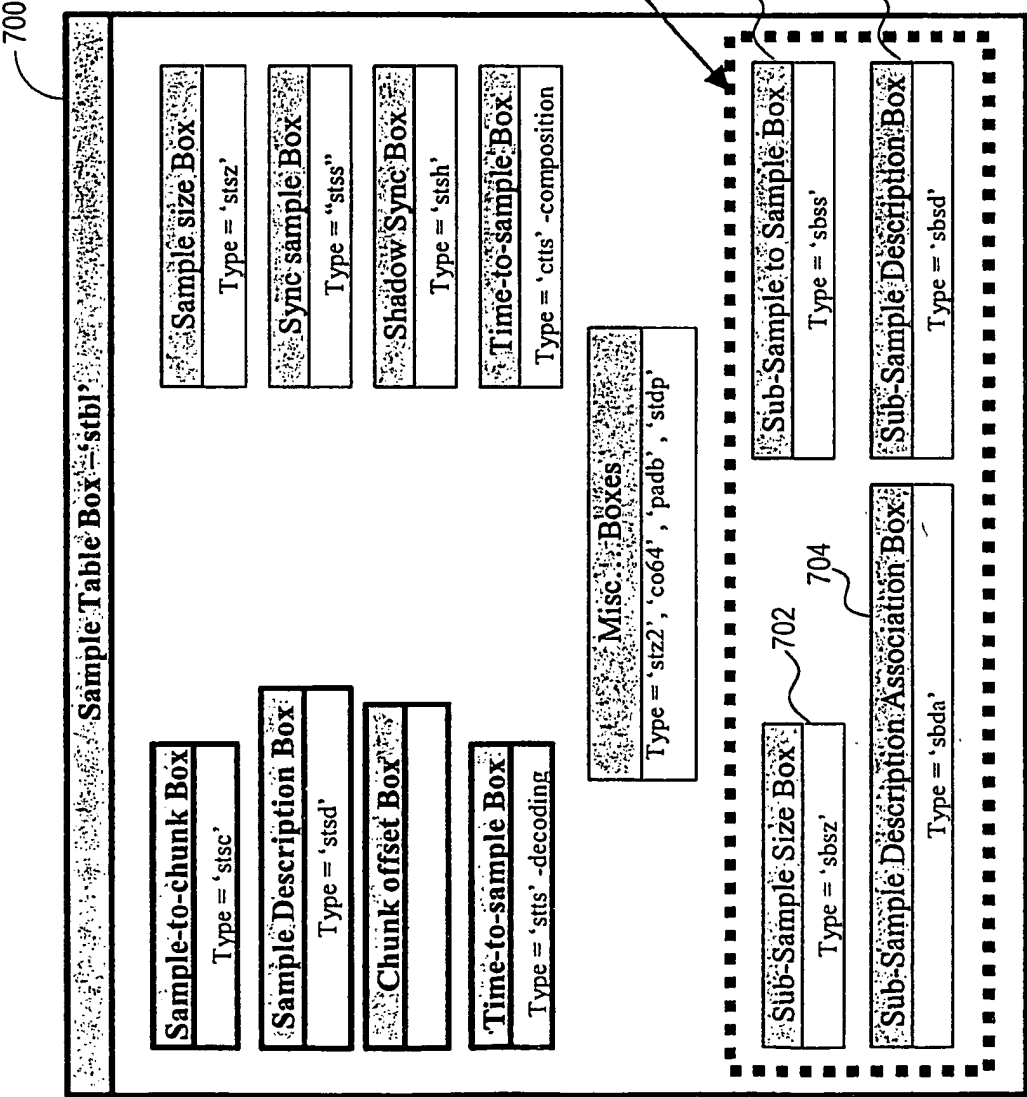 700
Sample Table Box – 'stbl'
Sample-to-chunk Box
Type = 'stsc'
Sample size Box
Type = 'stsz'
Sample Description Box
Type = 'stsd'
Sync sample Box
Type = "stss"
Chunk offset Box
Shadow Sync Box
Type = 'stsh'
Time-to-sample Box
Type = 'stts' -decoding
Time-to-sample Box
Type = 'ctts' -composition
Misc... Boxes
Type = 'stz2', 'co64' , 'padb' , 'stdp'
Sub-Sample Size Box
Type = 'sbsz'
702
Sub-Sample to Sample Box
Type = 'sbss'
704
Sub-Sample Description Association Box
Type = 'sbda'
Sub-Sample Description Box
Type = 'sbsd'